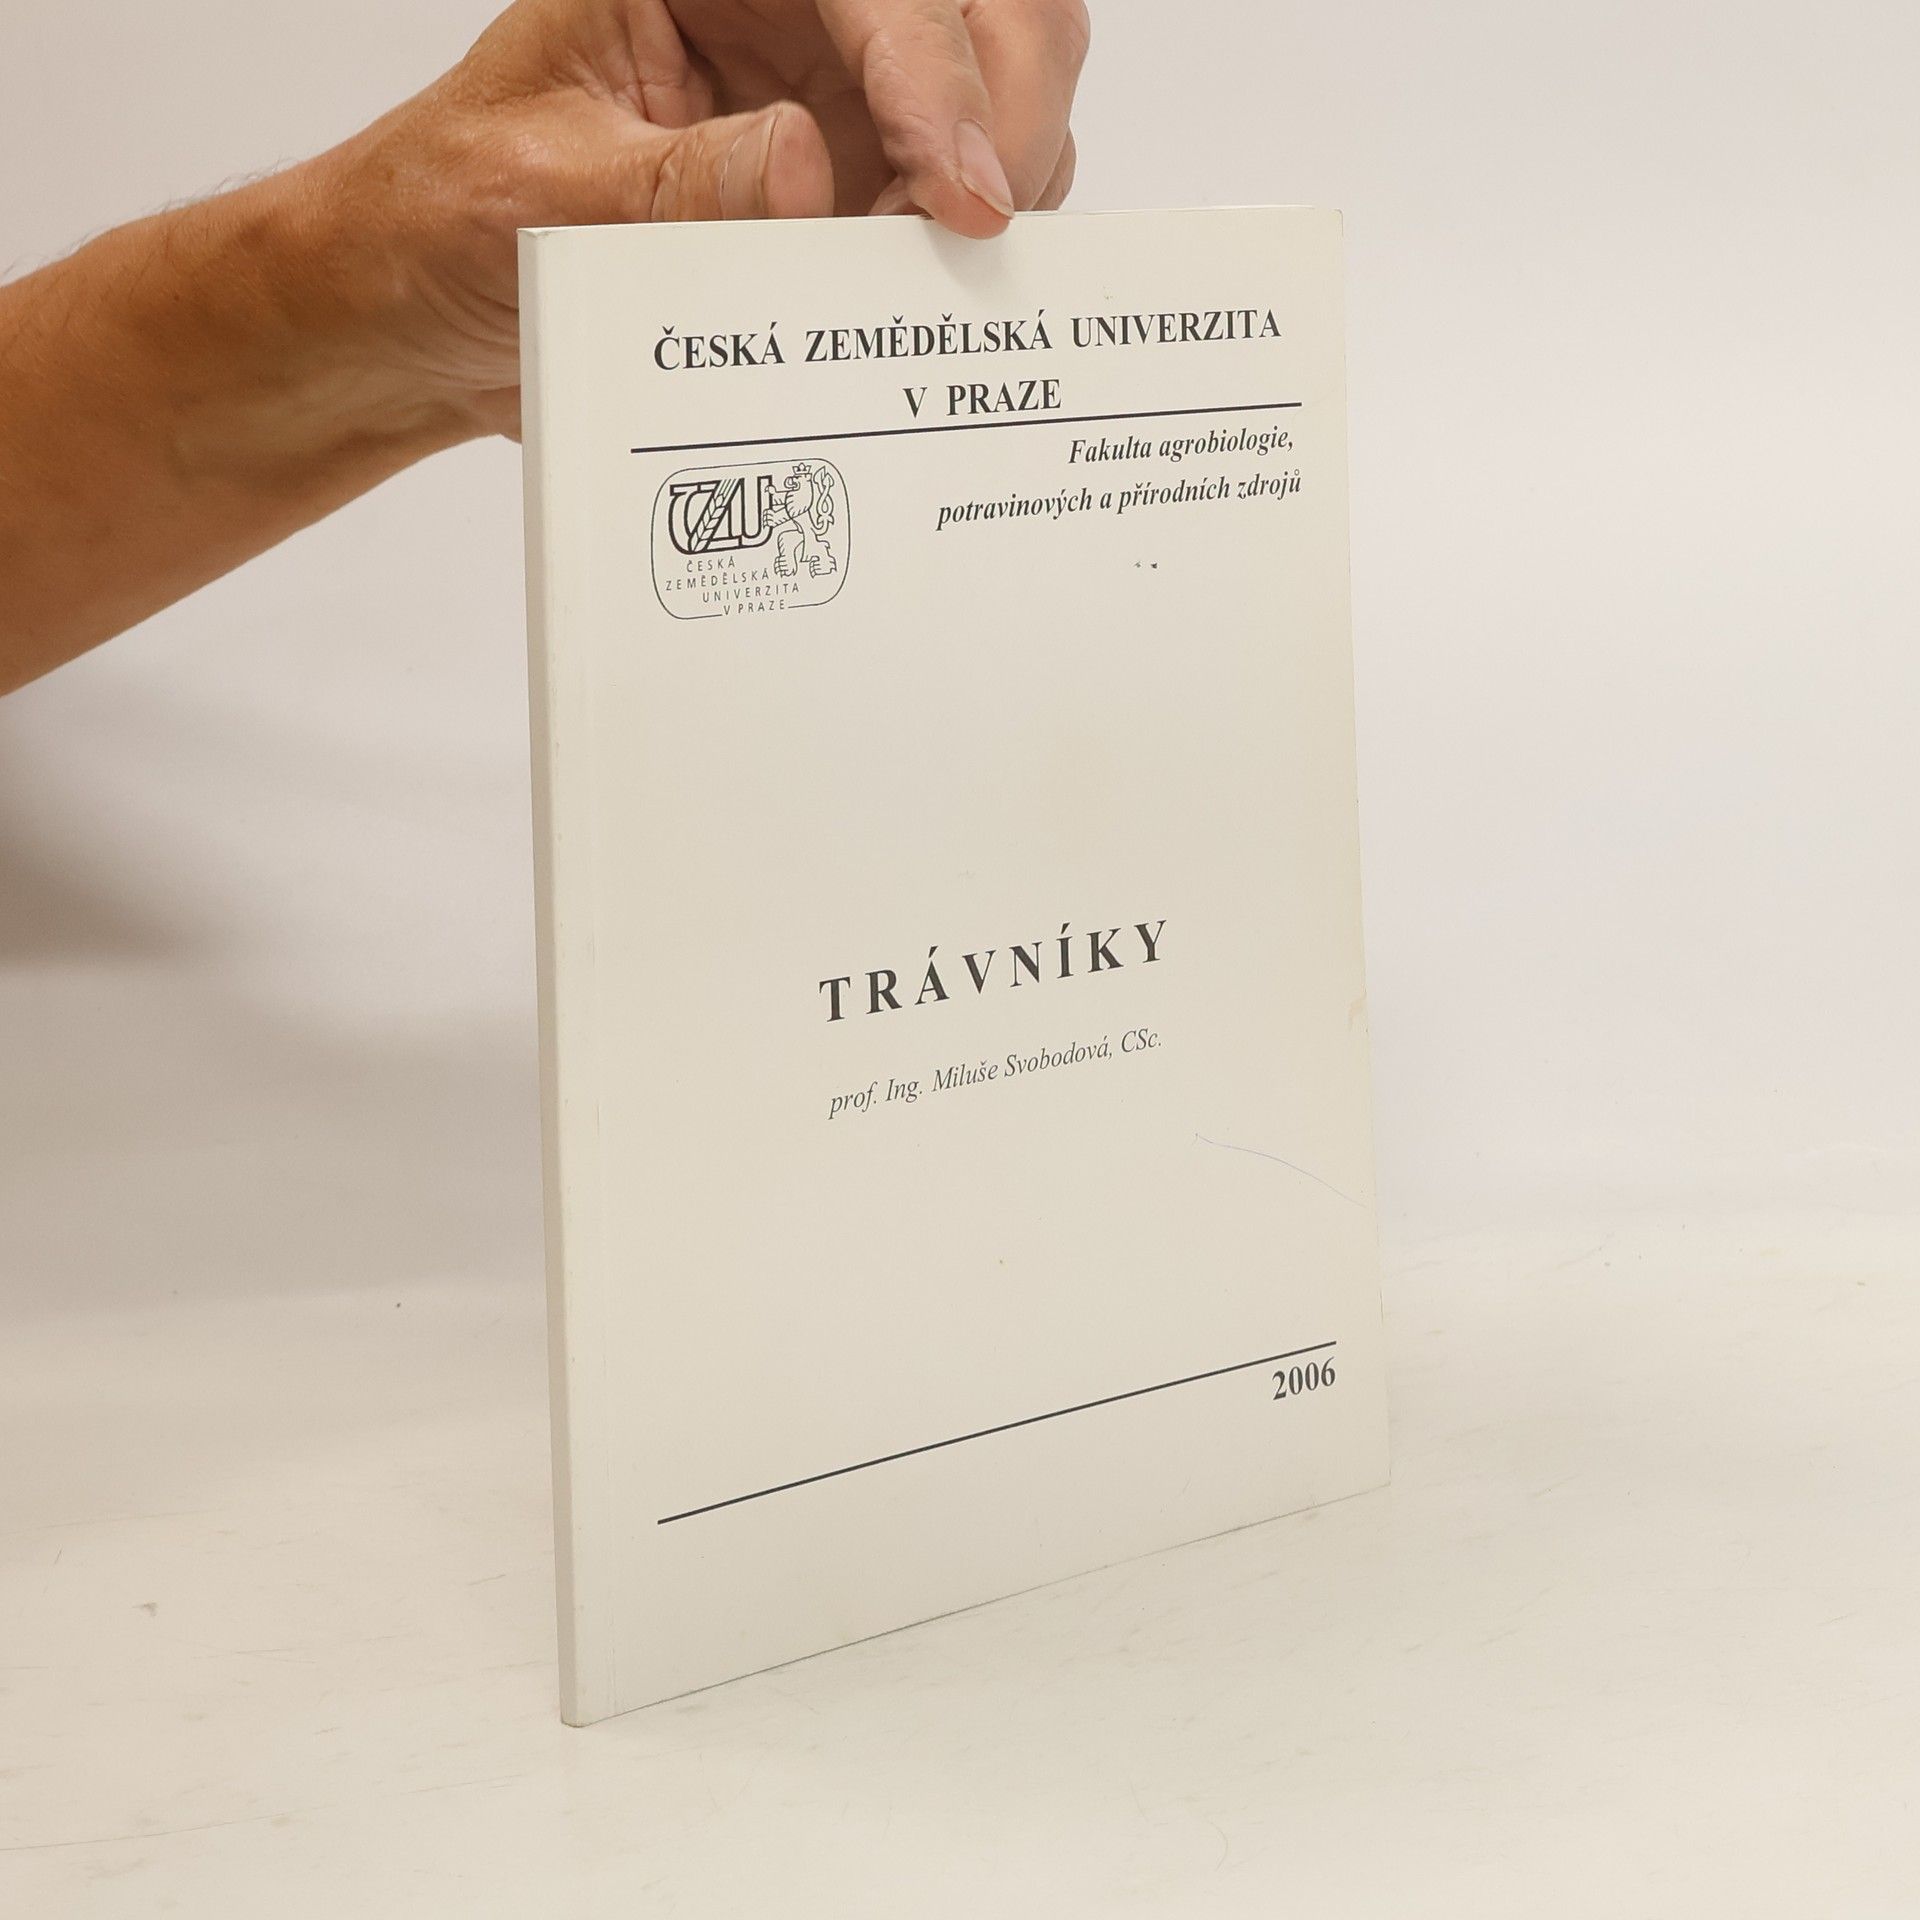 ČESKÁ ZEMĚDĚLSKÁ UNIVERZITA
V PRAZE
Fakulta agrobiologie,
potravinových a přírodních zdrojů
ČZU
ČESKÁ
ZEMĚDĚLSKÁ
UNIVERZITA
V PRAZE
TRÁVNÍKY
prof. Ing. Miluše Svobodová, CSc.
2006